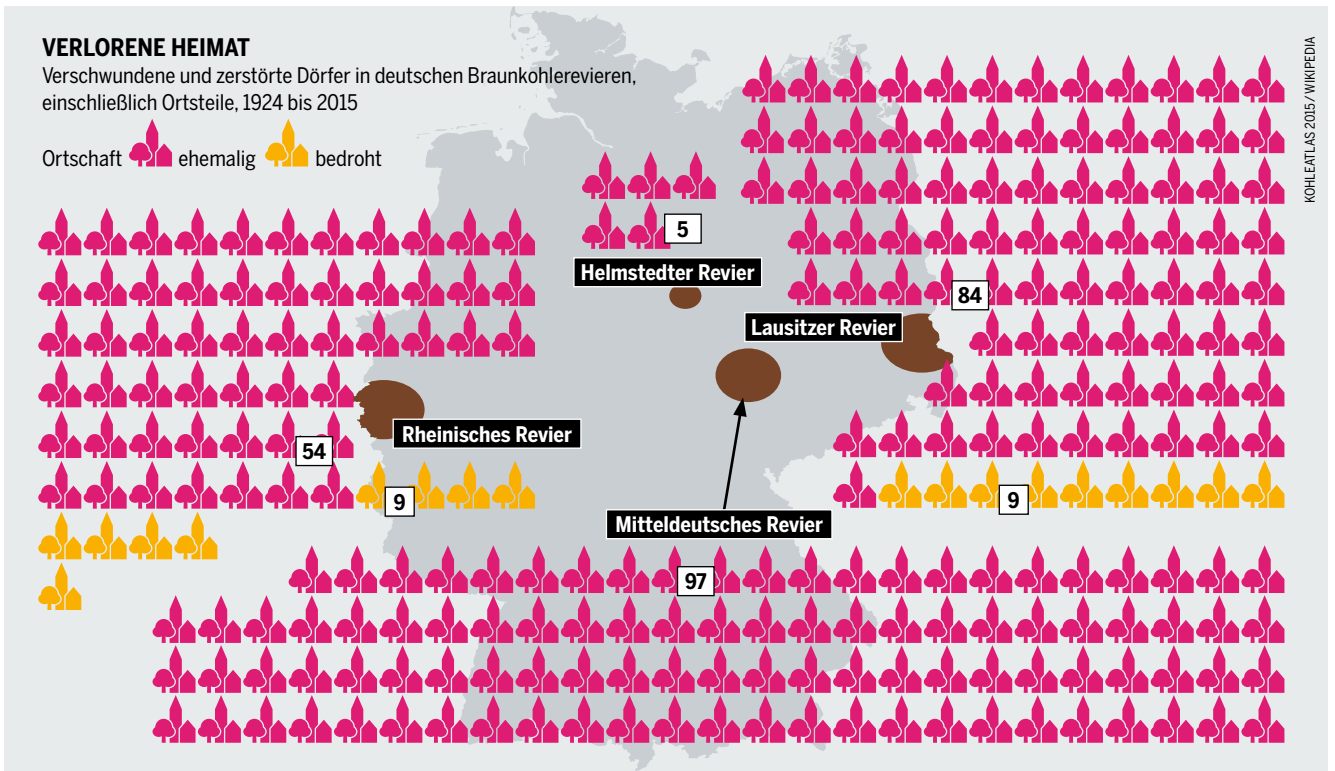 VERLORENE HEIMAT
Verschwundene und zerstörte Dörfer in deutschen Braunkohlerevieren,
einschließlich Ortsteile, 1924 bis 2015
Ortschaft ehemalig bedroht
KOHLEATLAS 2015 / WIKIPEDIA
5
Helmstedter Revier
84
Lausitzer Revier
Rheinisches Revier
54
9
9
Mitteldeutsches Revier
97